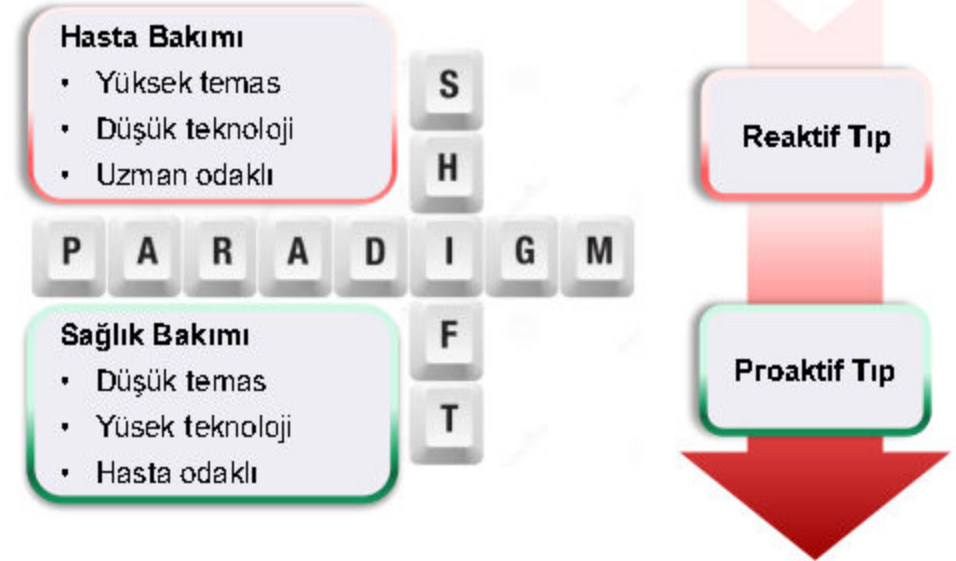 Hasta Bakımı
• Yüksek temas
• Düşük teknoloji
• Uzman odaklı
S
H
PARADIGM
F
T
Sağlık Bakımı
• Düşük temas
• Yüsek teknoloji
• Hasta odaklı
Reaktif Tıp
Proaktif Tıp